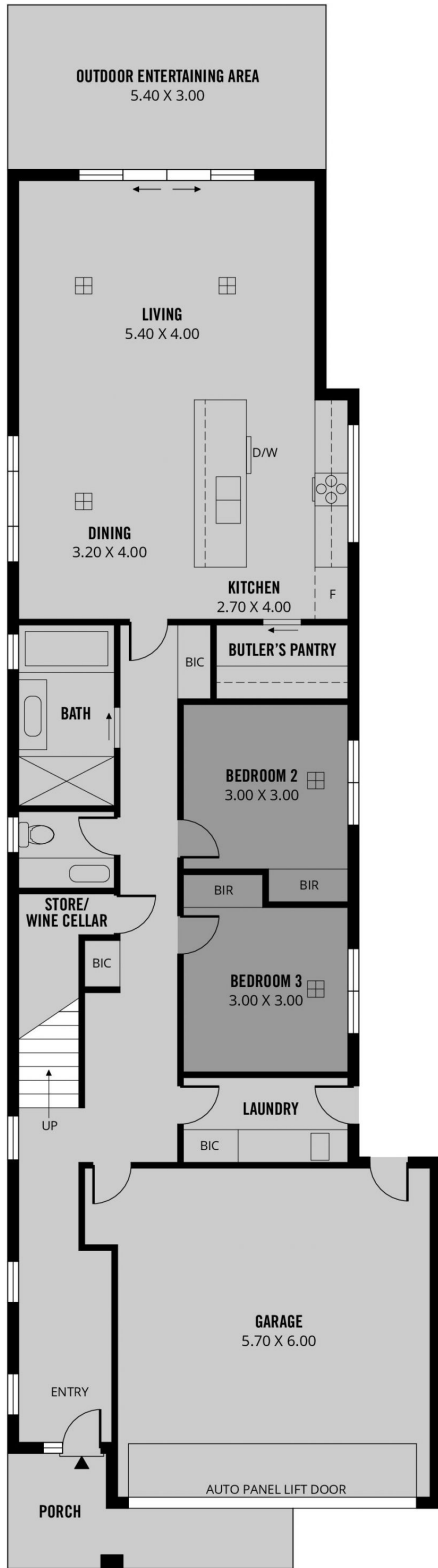 OUTDOOR ENTERTAINING AREA
5.40 X 3.00
LIVING
5.40 X 4.00
D/W
DINING
3.20 X 4.00
KITCHEN
2.70 X 4.00
F
BIC
BUTLER'S PANTRY
BATH
BEDROOM 2
3.00 X 3.00
BIR
BIR
STORE/
WINE CELLAR
BIC
BEDROOM 3
3.00 X 3.00
UP
LAUNDRY
BIC
GARAGE
5.70 X 6.00
ENTRY
AUTO PANEL LIFT DOOR
PORCH